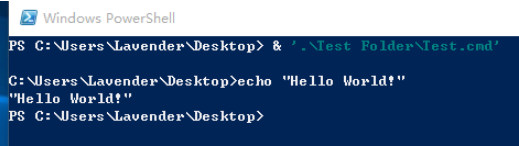 Windows PowerShell
PS C:\Users\Lavender\Desktop> & '.\Test Folder\Test.cmd'
C:\Users\Lavender\Desktop>echo "Hello World!"
"Hello World!"
PS C:\Users\Lavender\Desktop>